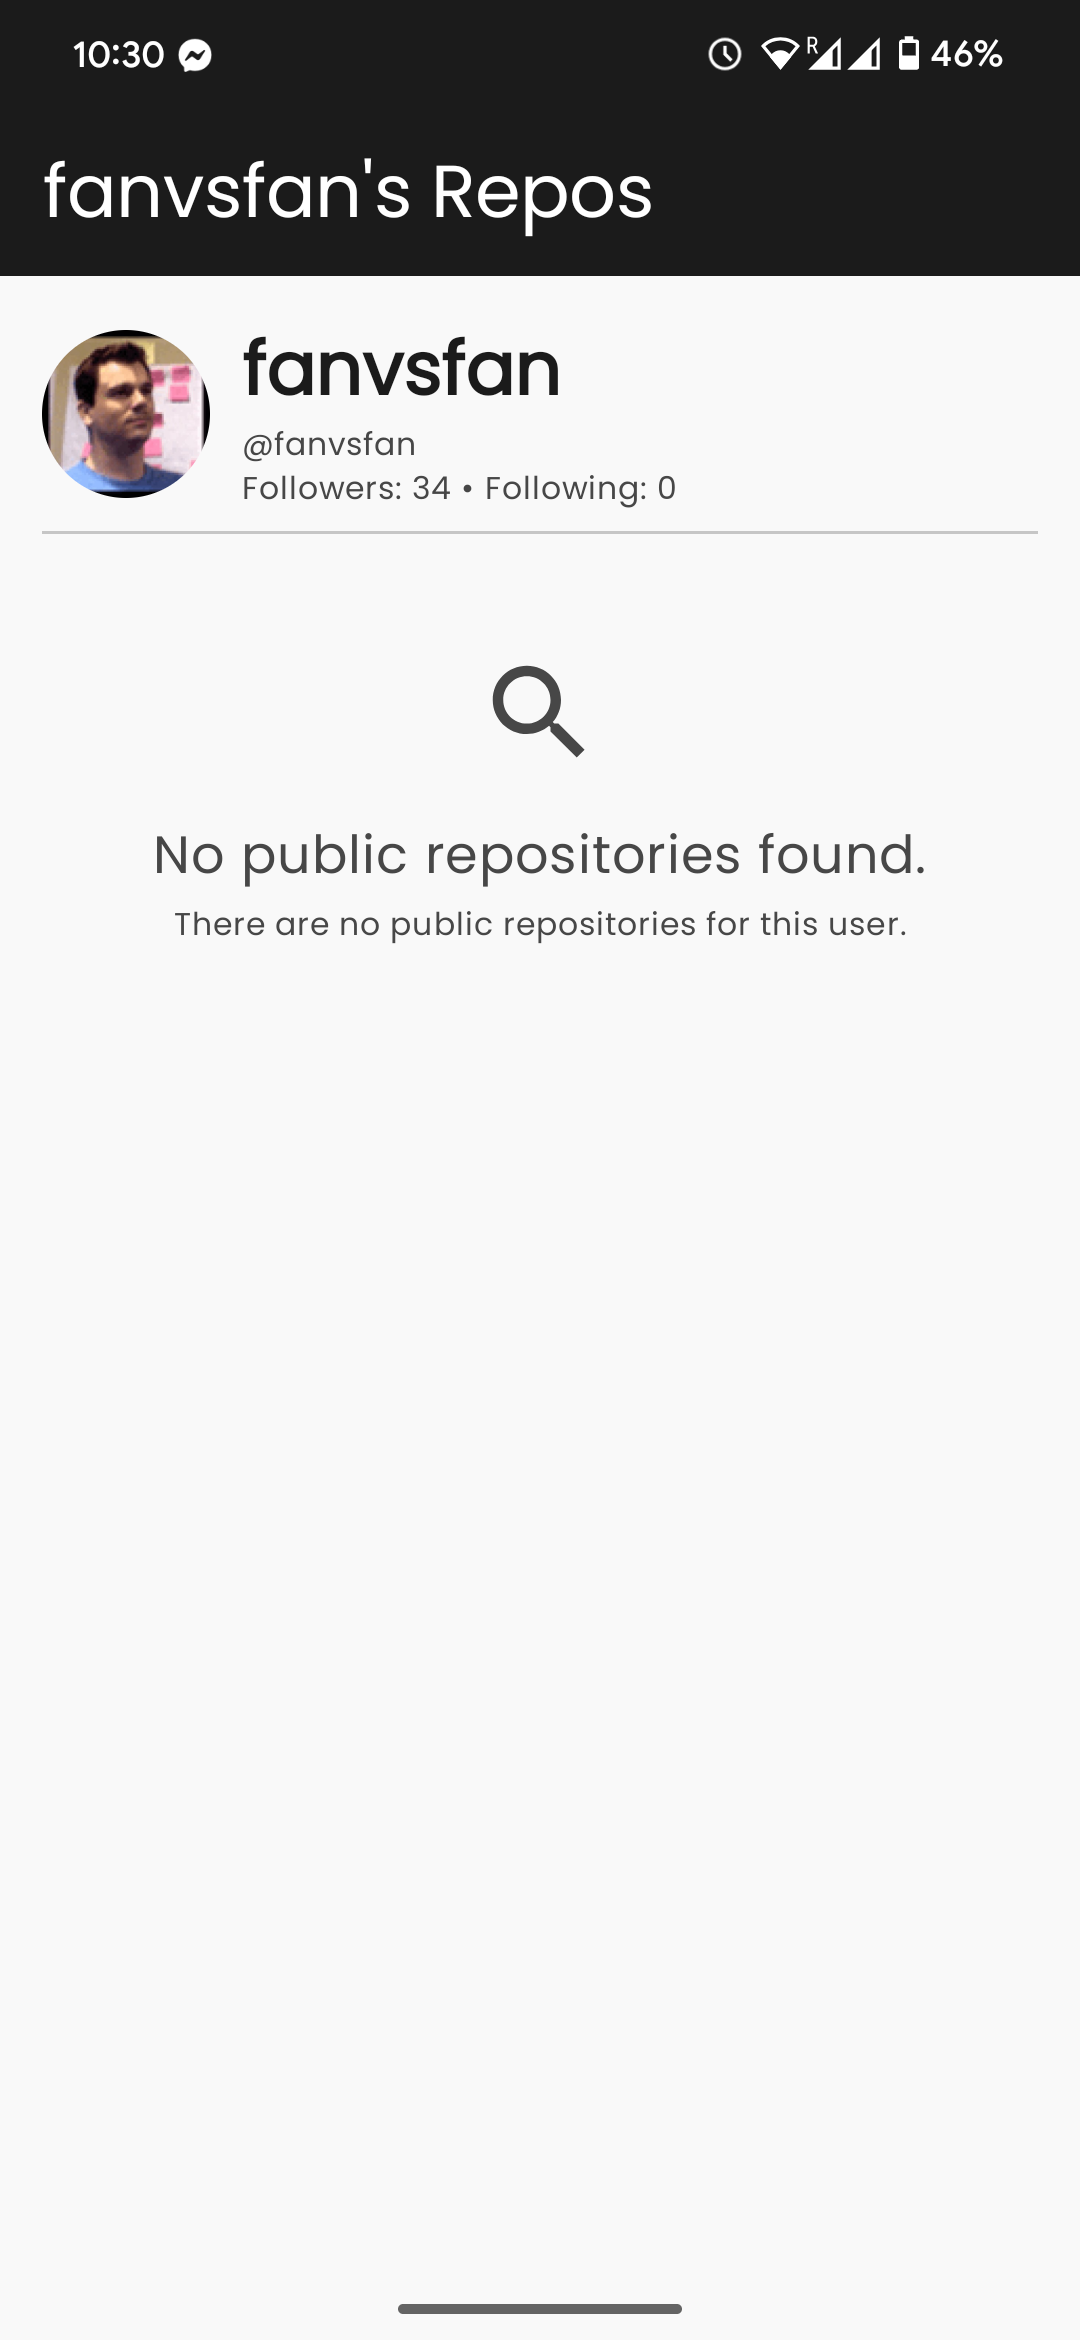 10:30
R
46%
fanvsfan's Repos
fanvsfan
@fanvsfan
Followers: 34 • Following: 0
No public repositories found.
There are no public repositories for this user.